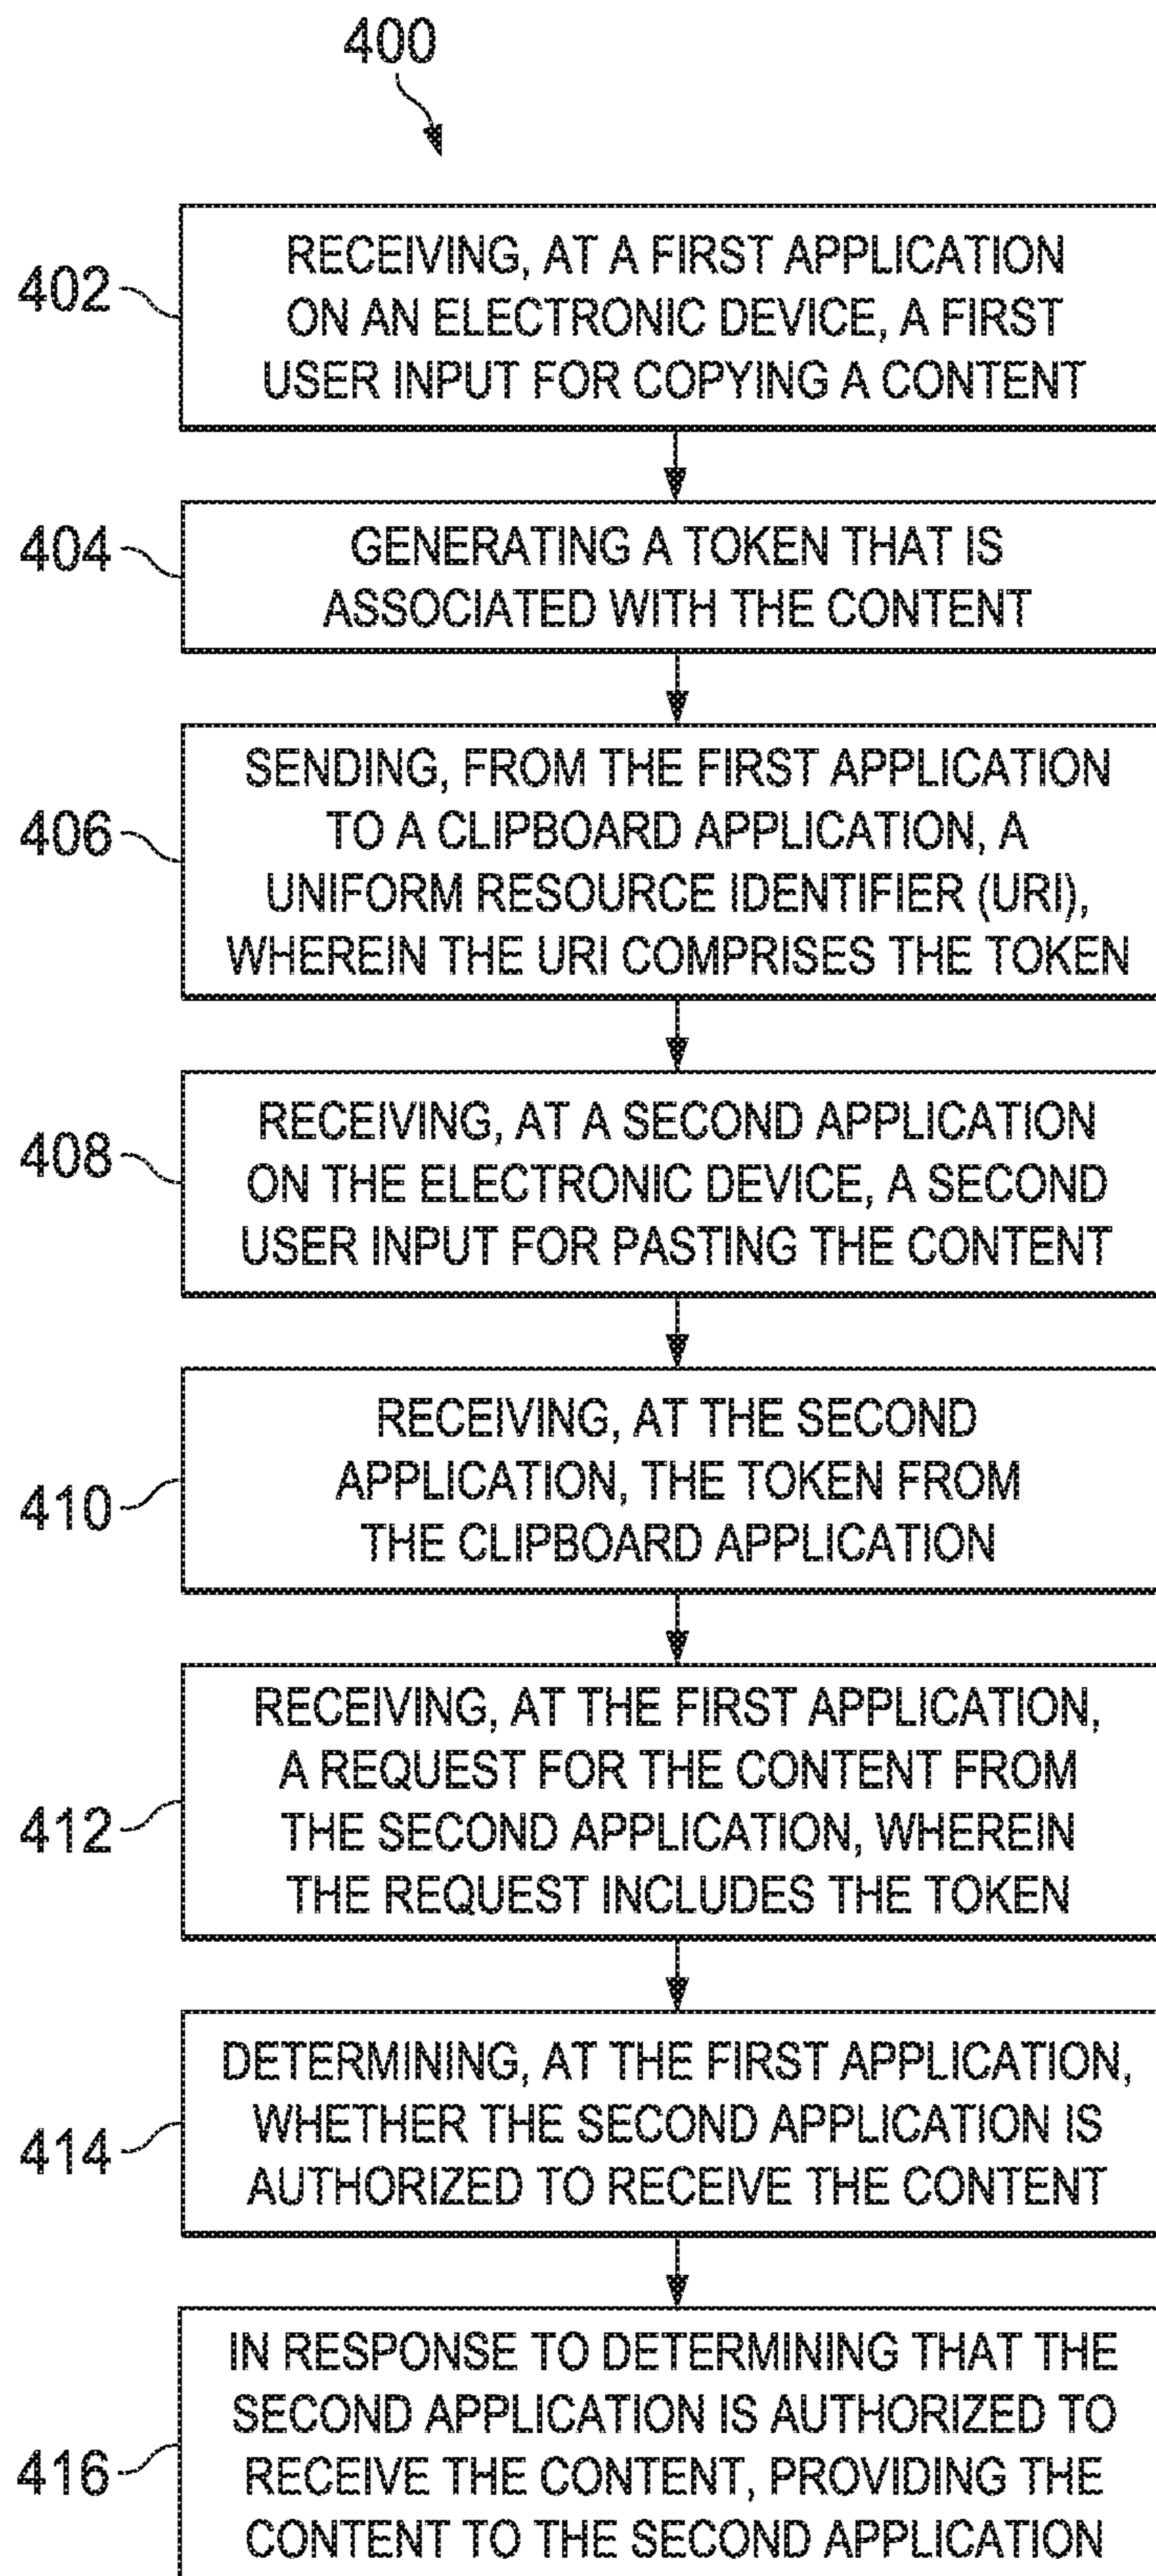 400
402
RECEIVING, AT A FIRST APPLICATION
ON AN ELECTRONIC DEVICE, A FIRST
USER INPUT FOR COPYING A CONTENT
404
GENERATING A TOKEN THAT IS
ASSOCIATED WITH THE CONTENT
406
SENDING, FROM THE FIRST APPLICATION
TO A CLIPBOARD APPLICATION, A
UNIFORM RESOURCE IDENTIFIER (URI),
WHEREIN THE URI COMPRISES THE TOKEN
408
RECEIVING, AT A SECOND APPLICATION
ON THE ELECTRONIC DEVICE, A SECOND
USER INPUT FOR PASTING THE CONTENT
410
RECEIVING, AT THE SECOND
APPLICATION, THE TOKEN FROM
THE CLIPBOARD APPLICATION
412
RECEIVING, AT THE FIRST APPLICATION,
A REQUEST FOR THE CONTENT FROM
THE SECOND APPLICATION, WHEREIN
THE REQUEST INCLUDES THE TOKEN
414
DETERMINING, AT THE FIRST APPLICATION,
WHETHER THE SECOND APPLICATION IS
AUTHORIZED TO RECEIVE THE CONTENT
416
IN RESPONSE TO DETERMINING THAT THE
SECOND APPLICATION IS AUTHORIZED TO
RECEIVE THE CONTENT, PROVIDING THE
CONTENT TO THE SECOND APPLICATION